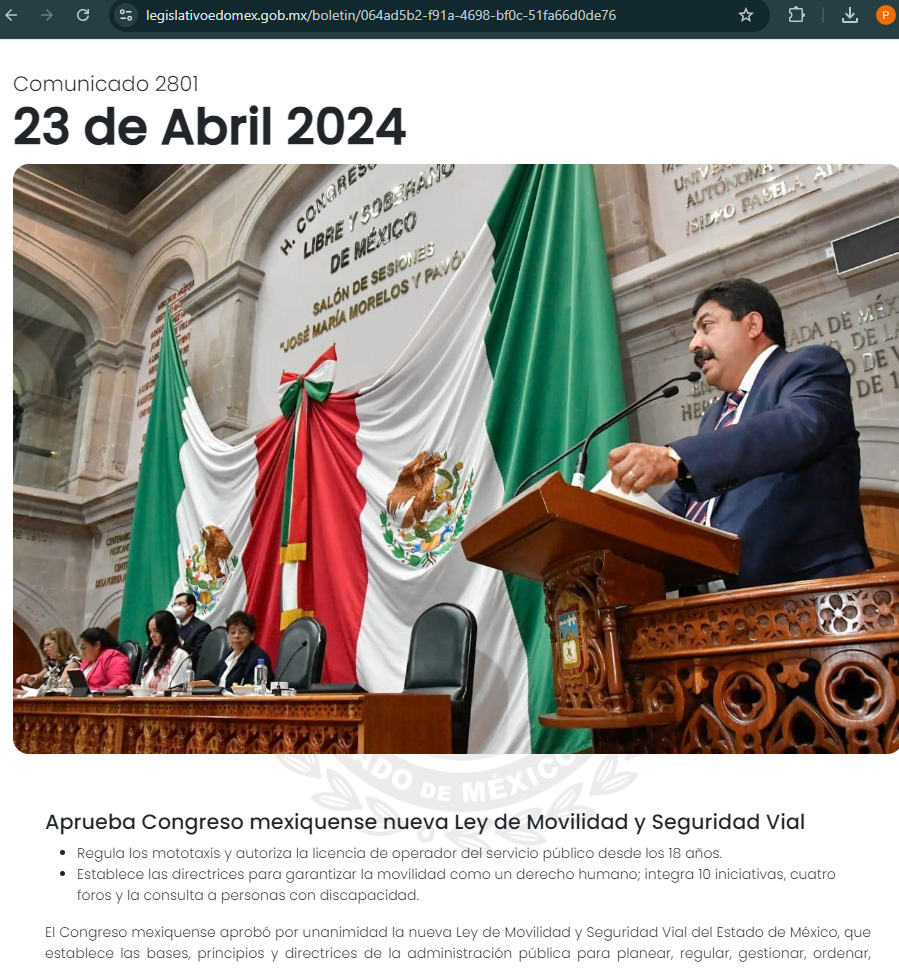 legislativoedomex.gob.mx/boletin/064ad5b2-f91a-4698-bf0c-51fa66d0de76
P
Comunicado 2801
23 de Abril 2024
H. CONGRESO
LIBRE Y SOBERANO
DE MÉXICO
SALÓN DE SESIONES
"JOSÉ MARÍA MORELOS Y PAVÓN
AUTÓNOMA
ISIDRO FABELA
DE MÉXICO
Aprueba Congreso mexiquense nueva Ley de Movilidad y Seguridad Vial
• Regula los mototaxis y autoriza la licencia de operador del servicio público desde los 18 años.
• Establece las directrices para garantizar la movilidad como un derecho humano; integra 10 iniciativas, cuatro
foros y la consulta a personas con discapacidad.
El Congreso mexiquense aprobó por unanimidad la nueva Ley de Movilidad y Seguridad Vial del Estado de México, que
establece las bases, principios y directrices de la administración pública para planear, regular, gestionar, ordenar,